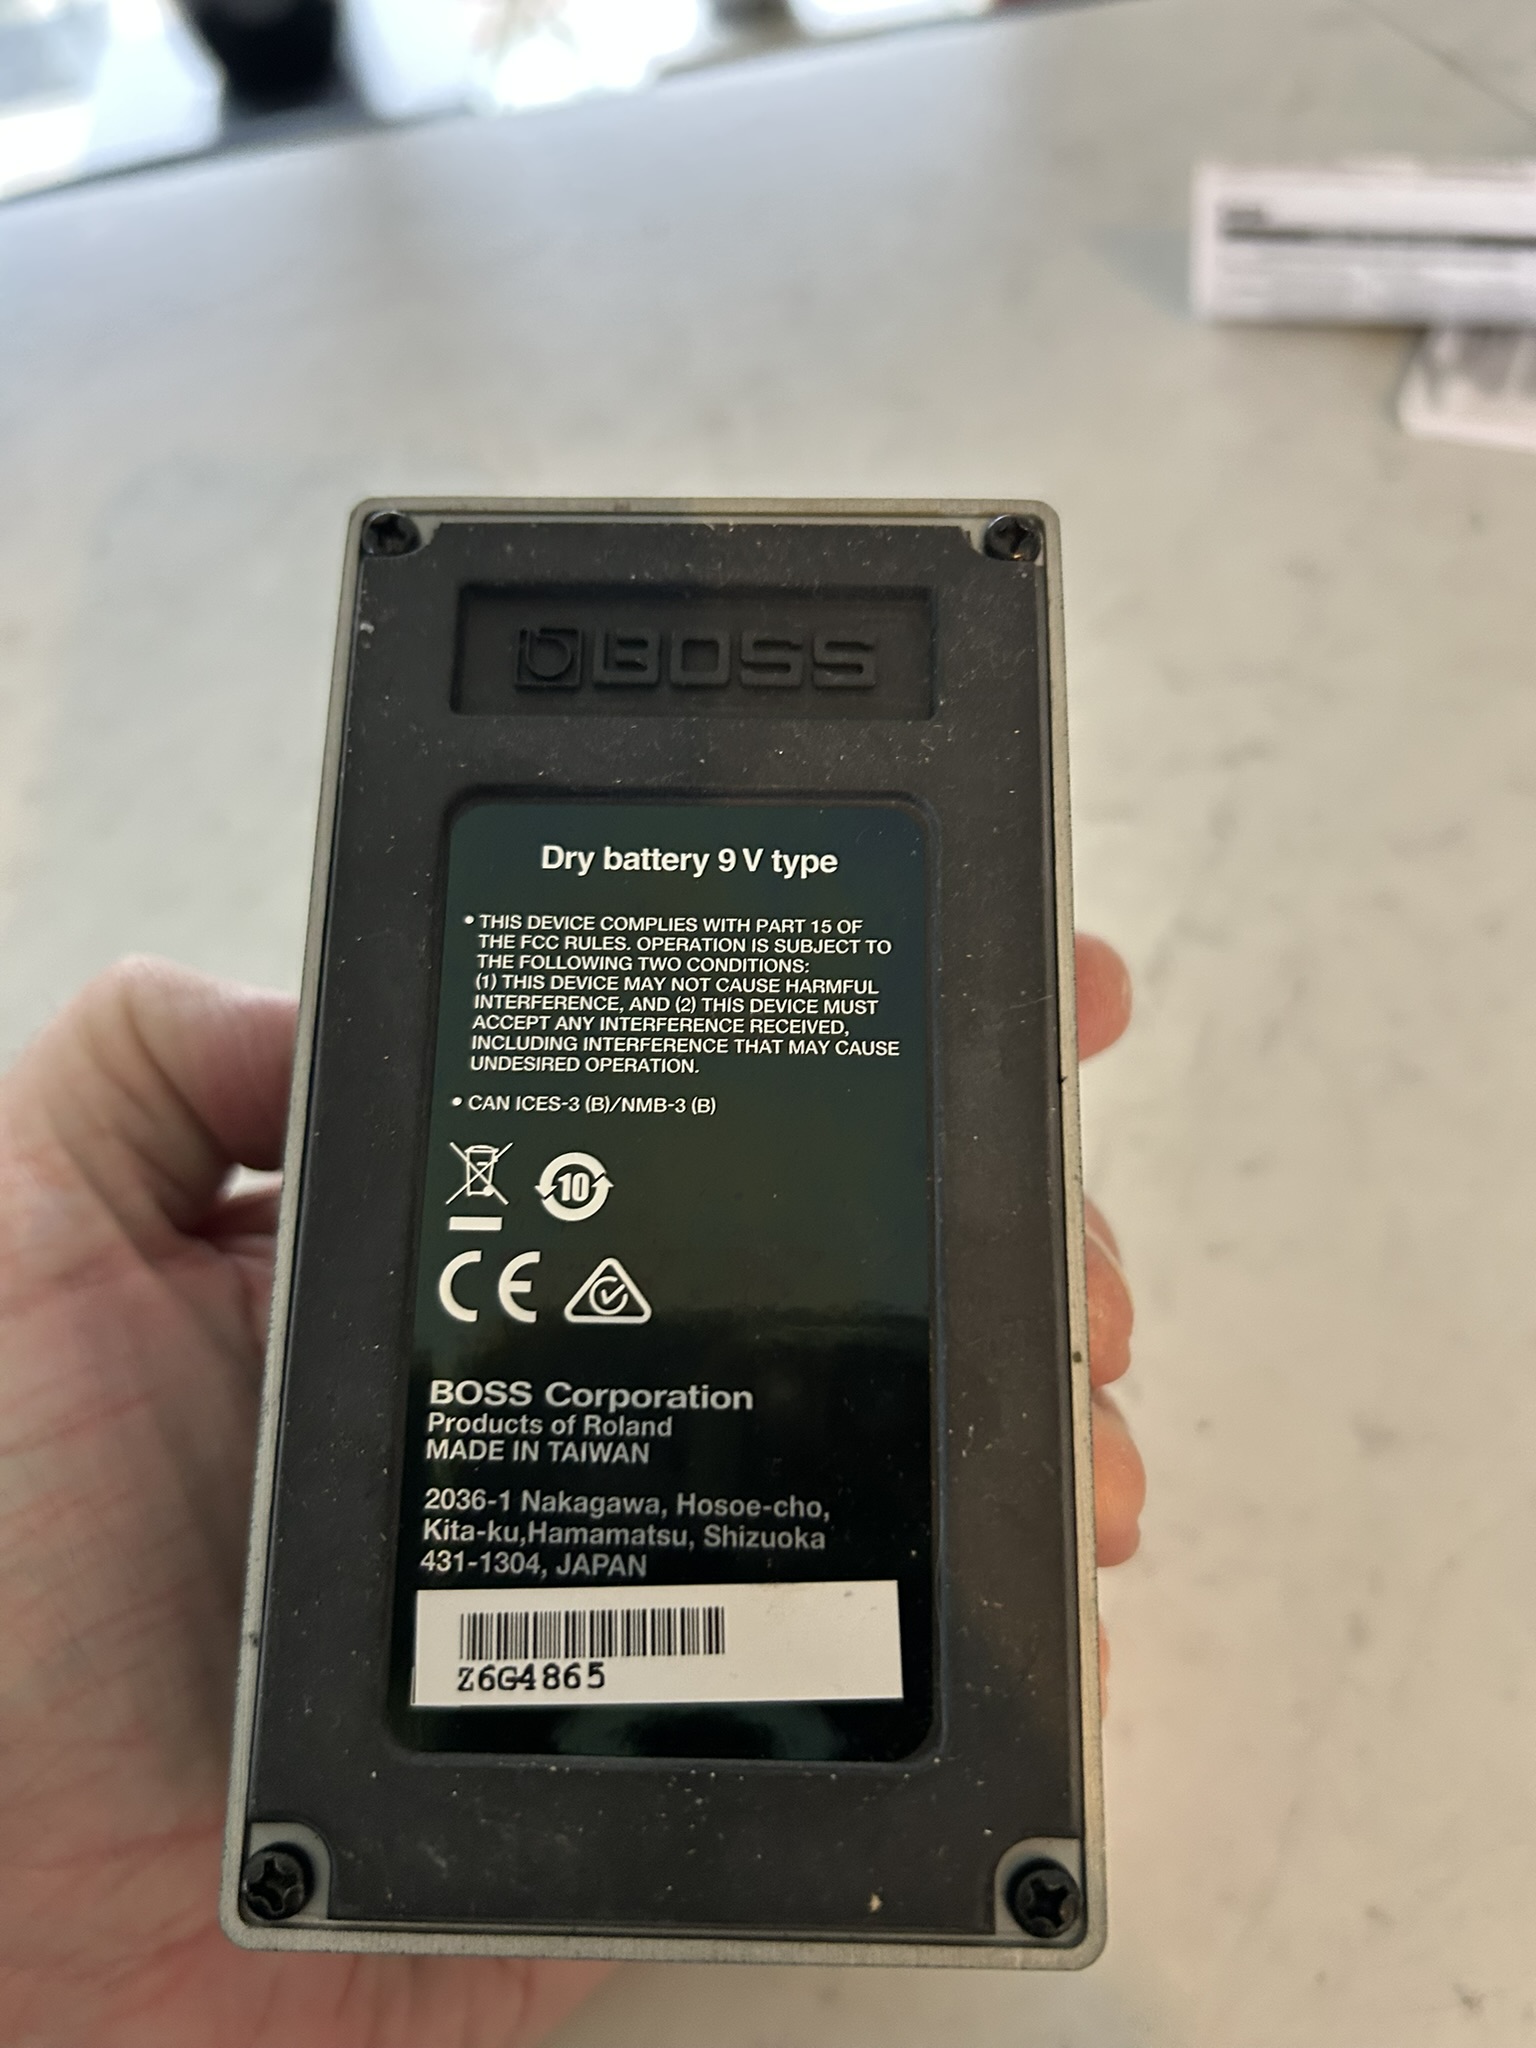 BOSS
Dry battery 9 V type
• THIS DEVICE COMPLIES WITH PART 15 OF
THE FCC RULES. OPERATION IS SUBJECT TO
THE FOLLOWING TWO CONDITIONS:
(1) THIS DEVICE MAY NOT CAUSE HARMFUL
INTERFERENCE, AND (2) THIS DEVICE MUST
ACCEPT ANY INTERFERENCE RECEIVED,
INCLUDING INTERFERENCE THAT MAY CAUSE
UNDESIRED OPERATION.
• CAN ICES-3 (B)/NMB-3 (B)
10
CE
BOSS Corporation
Products of Roland
MADE IN TAIWAN
2036-1 Nakagawa, Hosoe-cho,
Kita-ku,Hamamatsu, Shizuoka
431-1304, JAPAN
Z6G4865